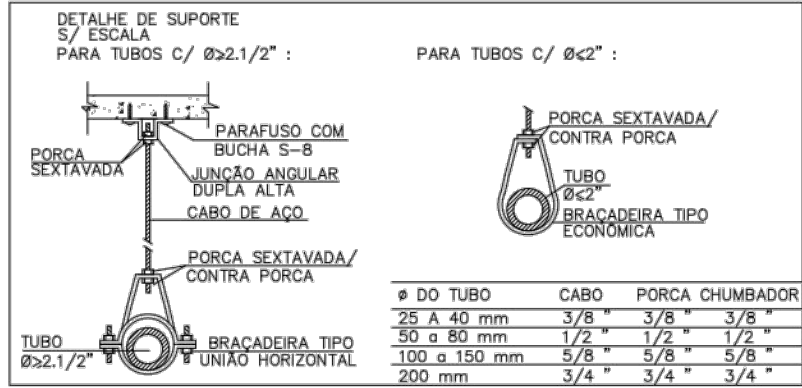 DETALHE DE SUPORTE
S/ ESCALA
PARA TUBOS C/ Ø≥2.1/2" :
PARAFUSO COM
BUCHA S-8
PORCA
SEXTAVADA
JUNÇÃO ANGULAR
DUPLA ALTA
CABO DE AÇO
PORCA SEXTAVADA/
CONTRA PORCA
TUBO
Ø≥2.1/2"
BRAÇADEIRA TIPO
UNIÃO HORIZONTAL
PARA TUBOS C/ Ø≤2" :
PORCA SEXTAVADA/
CONTRA PORCA
TUBO
Ø≤2"
BRAÇADEIRA TIPO
ECONÔMICA
ø DO TUBO CABO PORCA CHUMBADOR
25 A 40 mm 3/8 " 3/8 " 3/8 "
50 a 80 mm 1/2 " 1/2 " 1/2 "
100 a 150 mm 5/8 " 5/8 " 5/8 "
200 mm 3/4 " 3/4 " 3/4 "